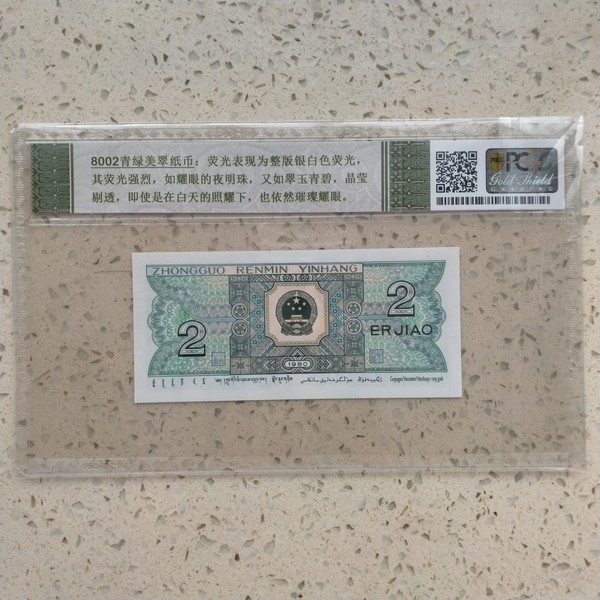 8002青绿美翠纸币：荧光表现为整版银白色荧光，
其荧光强烈，如耀眼的夜明珠，又如翠玉青碧，晶莹
剔透，即使是在白天的照耀下，也依然璀璨耀眼。
PC
Gold Shield
GRADING
ZHONGGUO RENMIN YINHANG
2
2
ERJIAO
1980